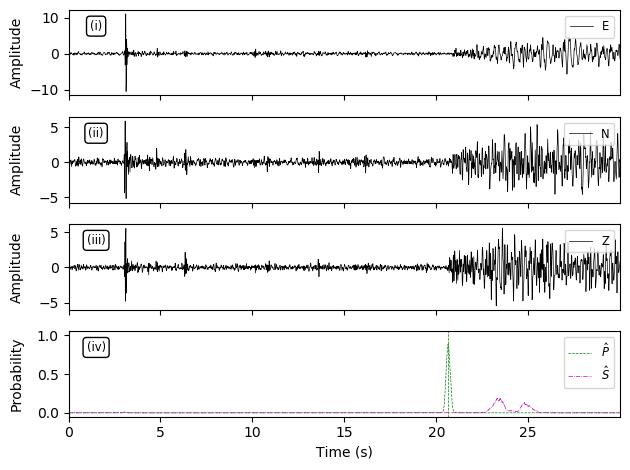 (i)
E
Amplitude
10
0
−10
(ii)
N
Amplitude
5
0
−5
(iii)
Z
Amplitude
5
0
−5
(iv)
P̂
Ŝ
Probability
1.0
0.5
0.0
0 5 10 15 20 25
Time (s)